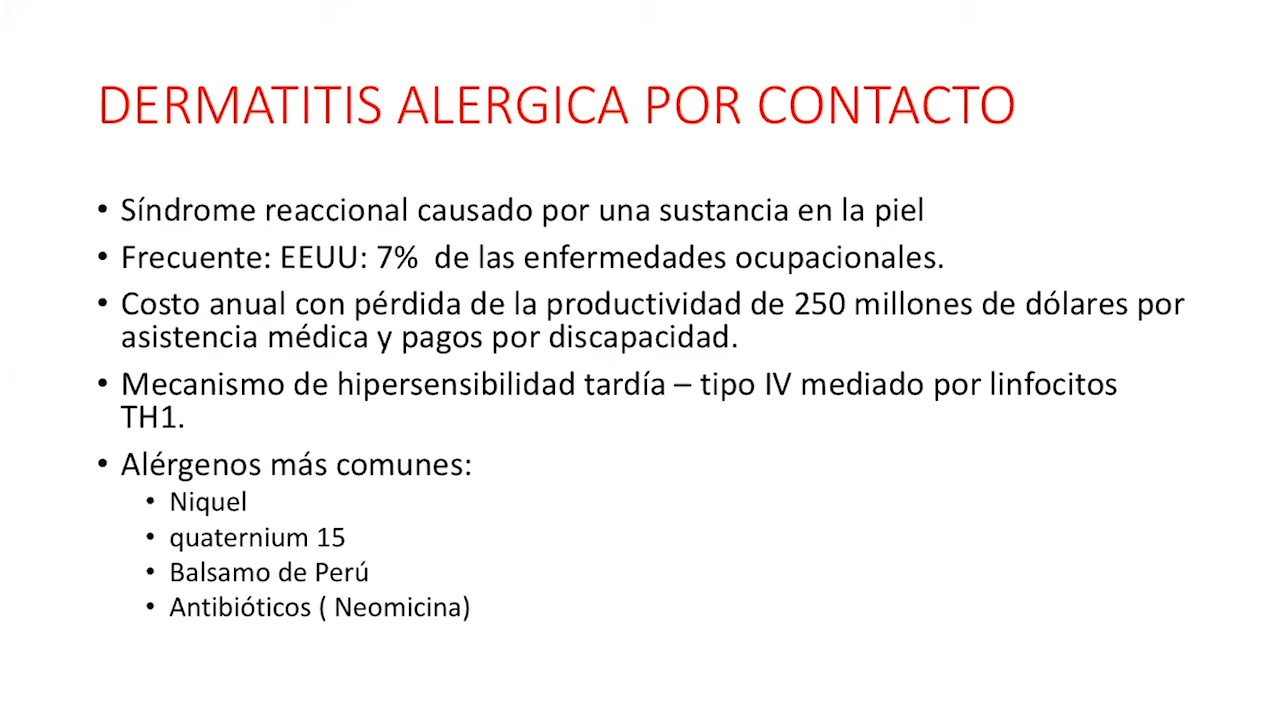 DERMATITIS ALERGICA POR CONTACTO
• Síndrome reaccional causado por una sustancia en la piel
• Frecuente: EEUU: 7%  de las enfermedades ocupacionales.
• Costo anual con pérdida de la productividad de 250 millones de dólares por
asistencia médica y pagos por discapacidad.
• Mecanismo de hipersensibilidad tardía – tipo IV mediado por linfocitos
TH1.
• Alérgenos más comunes:
• Niquel
• quaternium 15
• Balsamo de Perú
• Antibióticos ( Neomicina)